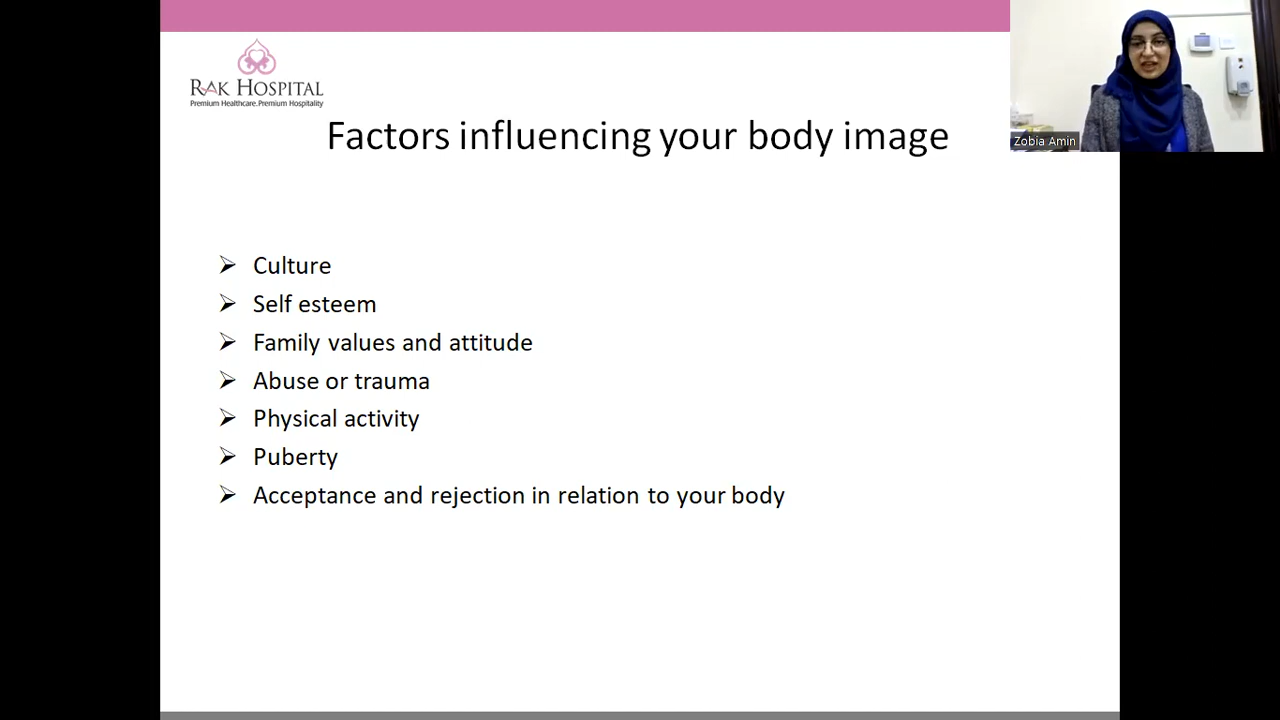 RAK HOSPITAL
Premium Healthcare.Premium Hospitality
Factors influencing your body image
Zobia Amin
Culture
Self esteem
Family values and attitude
Abuse or trauma
Physical activity
Puberty
Acceptance and rejection in relation to your body